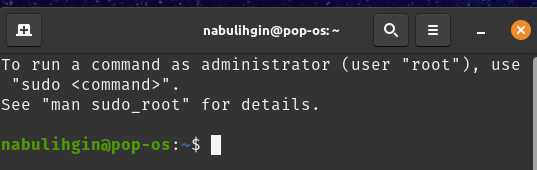 nabulihgin@pop-os: ~
To run a command as administrator (user "root"), use
"sudo <command>".
See "man sudo_root" for details.
nabulihgin@pop-os:~$